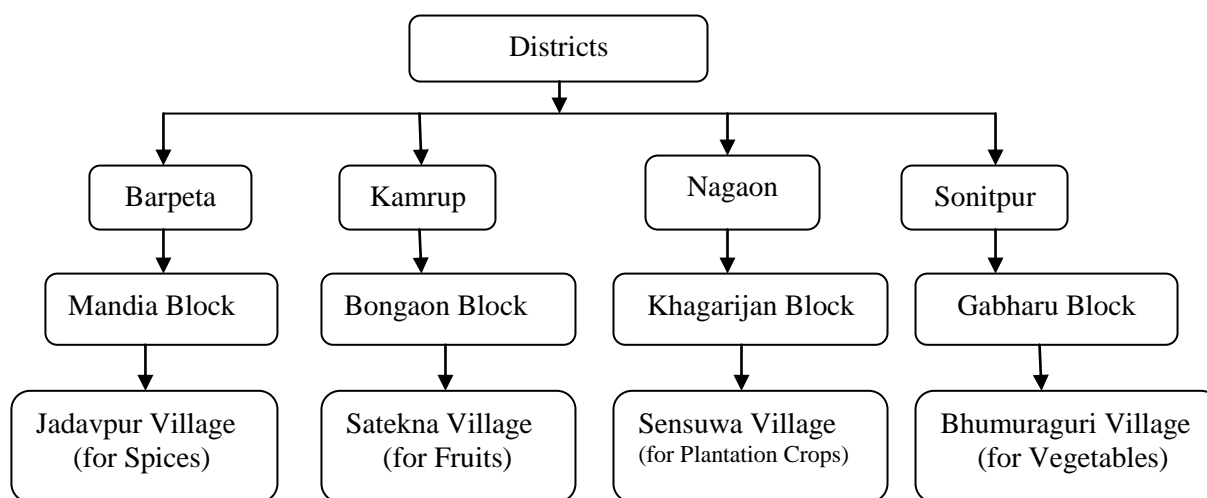 Districts
Barpeta
Kamrup
Nagaon
Sonitpur
Mandia Block
Bongaon Block
Khagarijan Block
Gabharu Block
Jadavpur Village
(for Spices)
Satekna Village
(for Fruits)
Sensuwa Village
(for Plantation Crops)
Bhumuraguri Village
(for Vegetables)